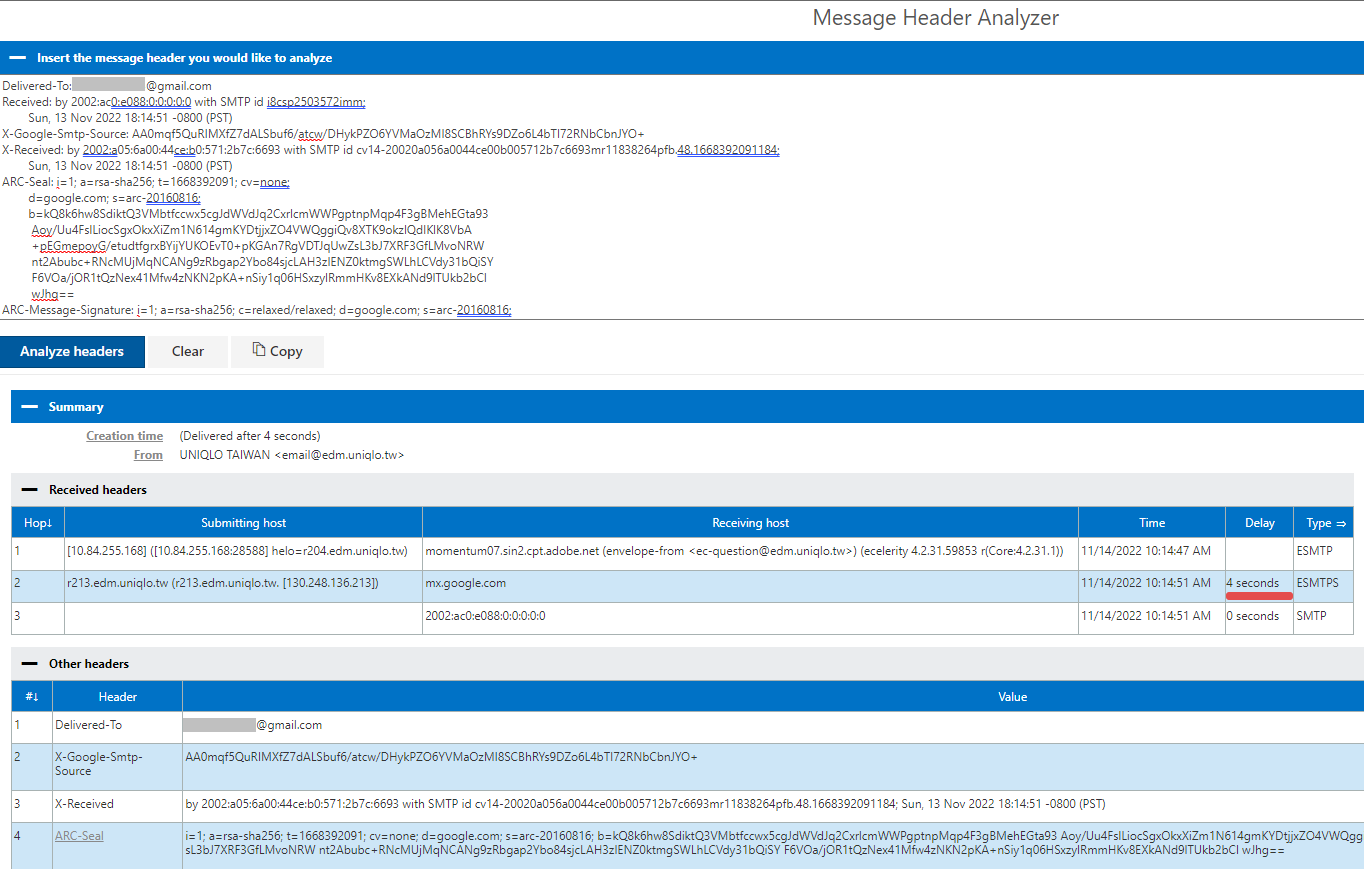 Message Header Analyzer
Insert the message header you would like to analyze
Delivered-To: @gmail.com
Received: by 2002:ac0:e088:0:0:0:0:0 with SMTP id i8csp2503572imm;
Sun, 13 Nov 2022 18:14:51 -0800 (PST)
X-Google-Smtp-Source: AA0mqf5QuRIMXfZ7dALSbuf6/atcw/DHykPZO6YVMaOzMI8SCBhRYs9DZo6L4bTI72RNbCbnJYO+
X-Received: by 2002:a05:6a00:44ce:b0:571:2b7c:6693 with SMTP id cv14-20020a056a0044ce00b005712b7c6693mr11838264pfb.48.1668392091184;
Sun, 13 Nov 2022 18:14:51 -0800 (PST)
ARC-Seal: i=1; a=rsa-sha256; t=1668392091; cv=none;
d=google.com; s=arc-20160816;
b=kQ8k6hw8SdiktQ3VMbtfccwx5cgJdWVdJq2CxrIcmWWPgptnpMqp4F3gBMehEGta93
Aoy/Uu4FsILiocSgxOkxXiZm1N614gmKYDtjjxZO4VWQggiQv8XTK9okzIQdIKlK8VbA
+pEGmepoyG/etudtfgrxBYijYUKOEvT0+pKGAn7RgVDTJqUwZsL3bJ7XRF3GfLMvoNRW
nt2Abubc+RNcMUjMqNCANg9zRbgap2Ybo84sjcLAH3zIENZ0ktmgSWLhLCVdy31bQiSY
F6VOa/jOR1tQzNex41Mfw4zNKN2pKA+nSiy1q06HSxzylRmmHKv8EXkANd9lTUkb2bCl
wJhg==
ARC-Message-Signature: i=1; a=rsa-sha256; c=relaxed/relaxed; d=google.com; s=arc-20160816;
Analyze headers Clear Copy
Summary
Creation time (Delivered after 4 seconds)
From UNIQLO TAIWAN <email@edm.uniqlo.tw>
Received headers
Hop↓ Submitting host Receiving host Time Delay Type ⇒
1 [10.84.255.168] ([10.84.255.168:28588] helo=r204.edm.uniqlo.tw) momentum07.sin2.cpt.adobe.net (envelope-from <ec-question@edm.uniqlo.tw>) (ecelerity 4.2.31.59853 r(Core:4.2.31.1)) 11/14/2022 10:14:47 AM ESMTP
2 r213.edm.uniqlo.tw (r213.edm.uniqlo.tw. [130.248.136.213]) mx.google.com 11/14/2022 10:14:51 AM 4 seconds ESMTPS
3 2002:ac0:e088:0:0:0:0:0 11/14/2022 10:14:51 AM 0 seconds SMTP
Other headers
#↓ Header Value
1 Delivered-To @gmail.com
2 X-Google-Smtp-Source AA0mqf5QuRIMXfZ7dALSbuf6/atcw/DHykPZO6YVMaOzMI8SCBhRYs9DZo6L4bTI72RNbCbnJYO+
3 X-Received by 2002:a05:6a00:44ce:b0:571:2b7c:6693 with SMTP id cv14-20020a056a0044ce00b005712b7c6693mr11838264pfb.48.1668392091184; Sun, 13 Nov 2022 18:14:51 -0800 (PST)
4 ARC-Seal i=1; a=rsa-sha256; t=1668392091; cv=none; d=google.com; s=arc-20160816; b=kQ8k6hw8SdiktQ3VMbtfccwx5cgJdWVdJq2CxrIcmWWPgptnpMqp4F3gBMehEGta93 Aoy/Uu4FsILiocSgxOkxXiZm1N614gmKYDtjjxZO4VWQgg
sL3bJ7XRF3GfLMvoNRW nt2Abubc+RNcMUjMqNCANg9zRbgap2Ybo84sjcLAH3zIENZ0ktmgSWLhLCVdy31bQiSY F6VOa/jOR1tQzNex41Mfw4zNKN2pKA+nSiy1q06HSxzylRmmHKv8EXkANd9lTUkb2bCl wJhg==